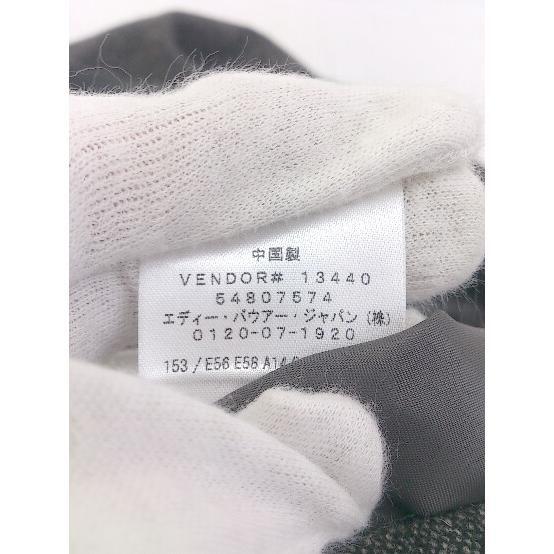 中国製
VENDOR# 13440
54807574
エディー・バウアー・ジャパン(株)
0120-07-1920
153 / E56 E58 A14